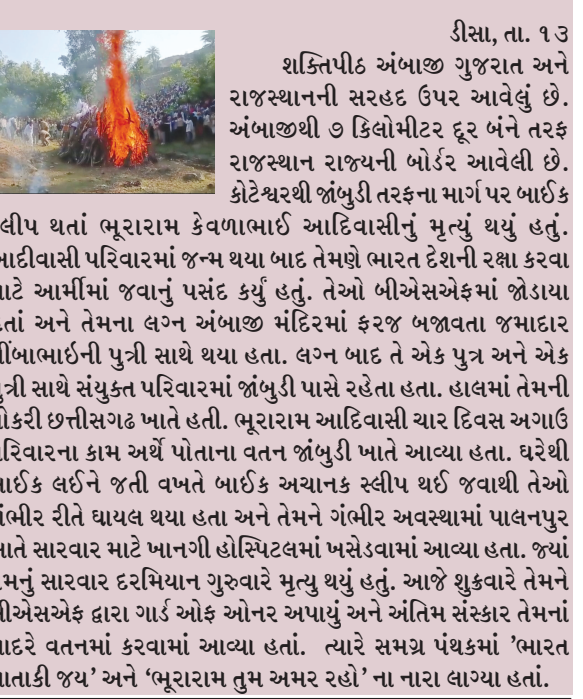 ડીસા, તા. ૧૩
શક્તિપીઠ અંબાજી ગુજરાત અને
રાજસ્થાનની સરહદ ઉપર આવેલું છે.
અંબાજીથી ૭ કિલોમીટર દૂર બંને તરફ
રાજસ્થાન રાજ્યની બોર્ડર આવેલી છે.
કોટેશ્વરથી જાંબુડી તરફના માર્ગ પર બાઈક
લીપ થતાં ભૂરારામ કેવળાભાઈ આદિવાસીનું મૃત્યું થયું હતું.
આદીવાસી પરિવારમાં જન્મ થયા બાદ તેમણે ભારત દેશની રક્ષા કરવા
માટે આર્મીમાં જવાનું પસંદ કર્યું હતું. તેઓ બીએસએફમાં જોડાયા
હતાં અને તેમના લગ્ન અંબાજી મંદિરમાં ફરજ બજાવતા જમાદાર
ીંબાભાઇની પુત્રી સાથે થયા હતા. લગ્ન બાદ તે એક પુત્ર અને એક
પુત્રી સાથે સંયુક્ત પરિવારમાં જાંબુડી પાસે રહેતા હતા. હાલમાં તેમની
નોકરી છત્તીસગઢ ખાતે હતી. ભૂરારામ આદિવાસી ચાર દિવસ અગાઉ
પરિવારના કામ અર્થે પોતાના વતન જાંબુડી ખાતે આવ્યા હતા. ઘરેથી
બાઈક લઈને જતી વખતે બાઈક અચાનક સ્લીપ થઈ જવાથી તેઓ
ગંભીર રીતે ઘાયલ થયા હતા અને તેમને ગંભીર અવસ્થામાં પાલનપુર
ખાતે સારવાર માટે ખાનગી હોસ્પિટલમાં ખસેડવામાં આવ્યા હતા. જ્યાં
તેમનું સારવાર દરમિયાન ગુરુવારે મૃત્યુ થયું હતું. આજે શુક્રવારે તેમને
બીએસએફ દ્વારા ગાર્ડ ઓફ ઓનર અપાયું અને અંતિમ સંસ્કાર તેમનાં
માદરે વતનમાં કરવામાં આવ્યા હતાં. ત્યારે સમગ્ર પંથકમાં 'ભારત
માતાકી જય' અને 'ભૂરારામ તુમ અમર રહો' ના નારા લાગ્યા હતાં.